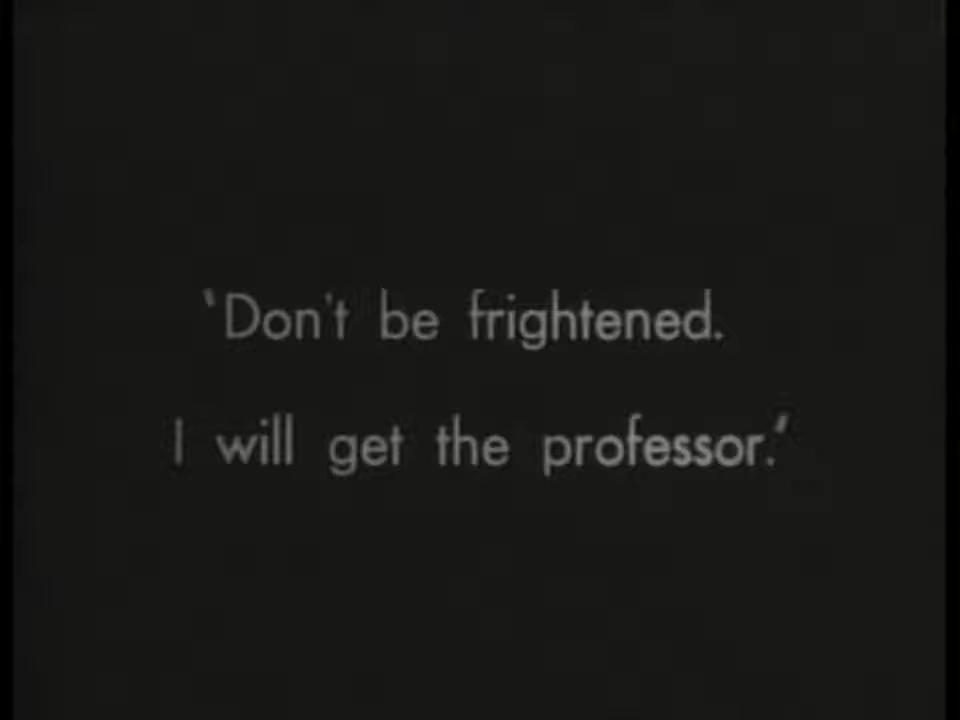 ‘Don't be frightened.
I will get the professor.’